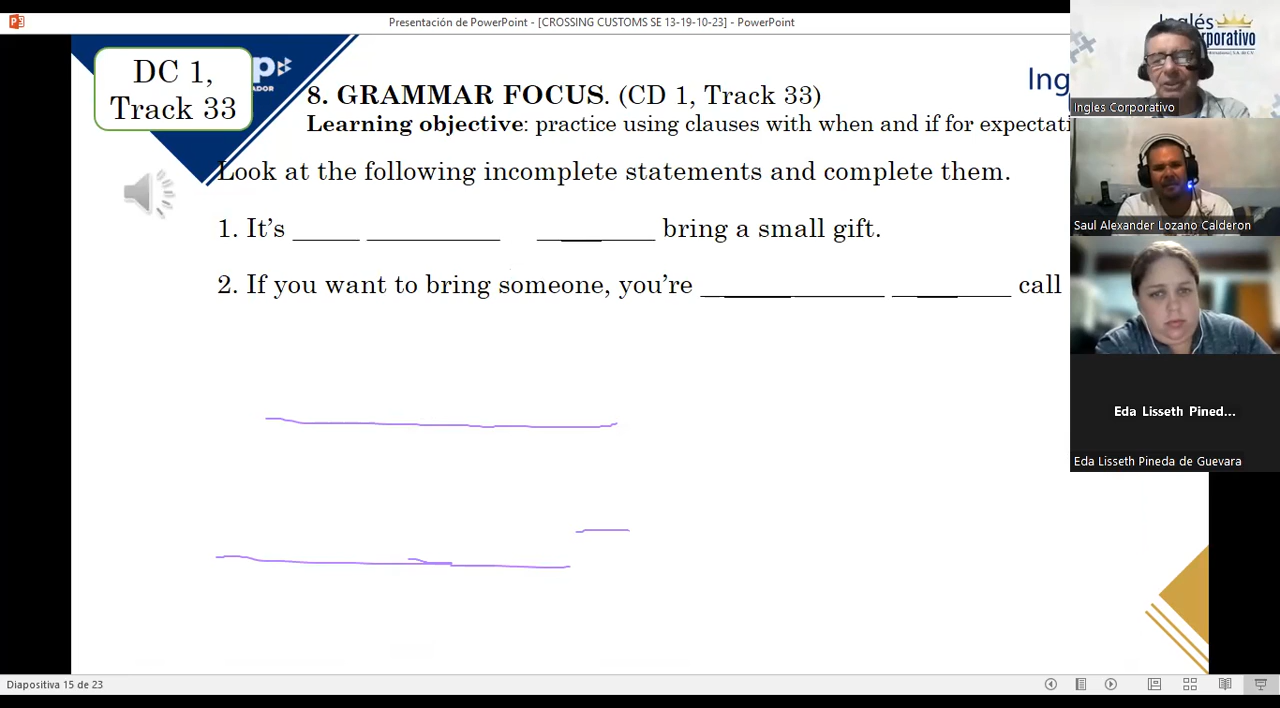 Presentación de PowerPoint - [CROSSING CUSTOMS SE 13-19-10-23] - PowerPoint
DC 1,
Track 33
8. GRAMMAR FOCUS. (CD 1, Track 33)
Learning objective: practice using clauses with when and if for expectati
Look at the following incomplete statements and complete them.
1. It's _____ __________ _________ bring a small gift.
2. If you want to bring someone, you're ______________ _________ call
Ing
Inglés
orporativo
Ingles Corporativo
Saul Alexander Lozano Calderon
Eda Lisseth Pined...
Eda Lisseth Pineda de Guevara
Diapositiva 15 de 23